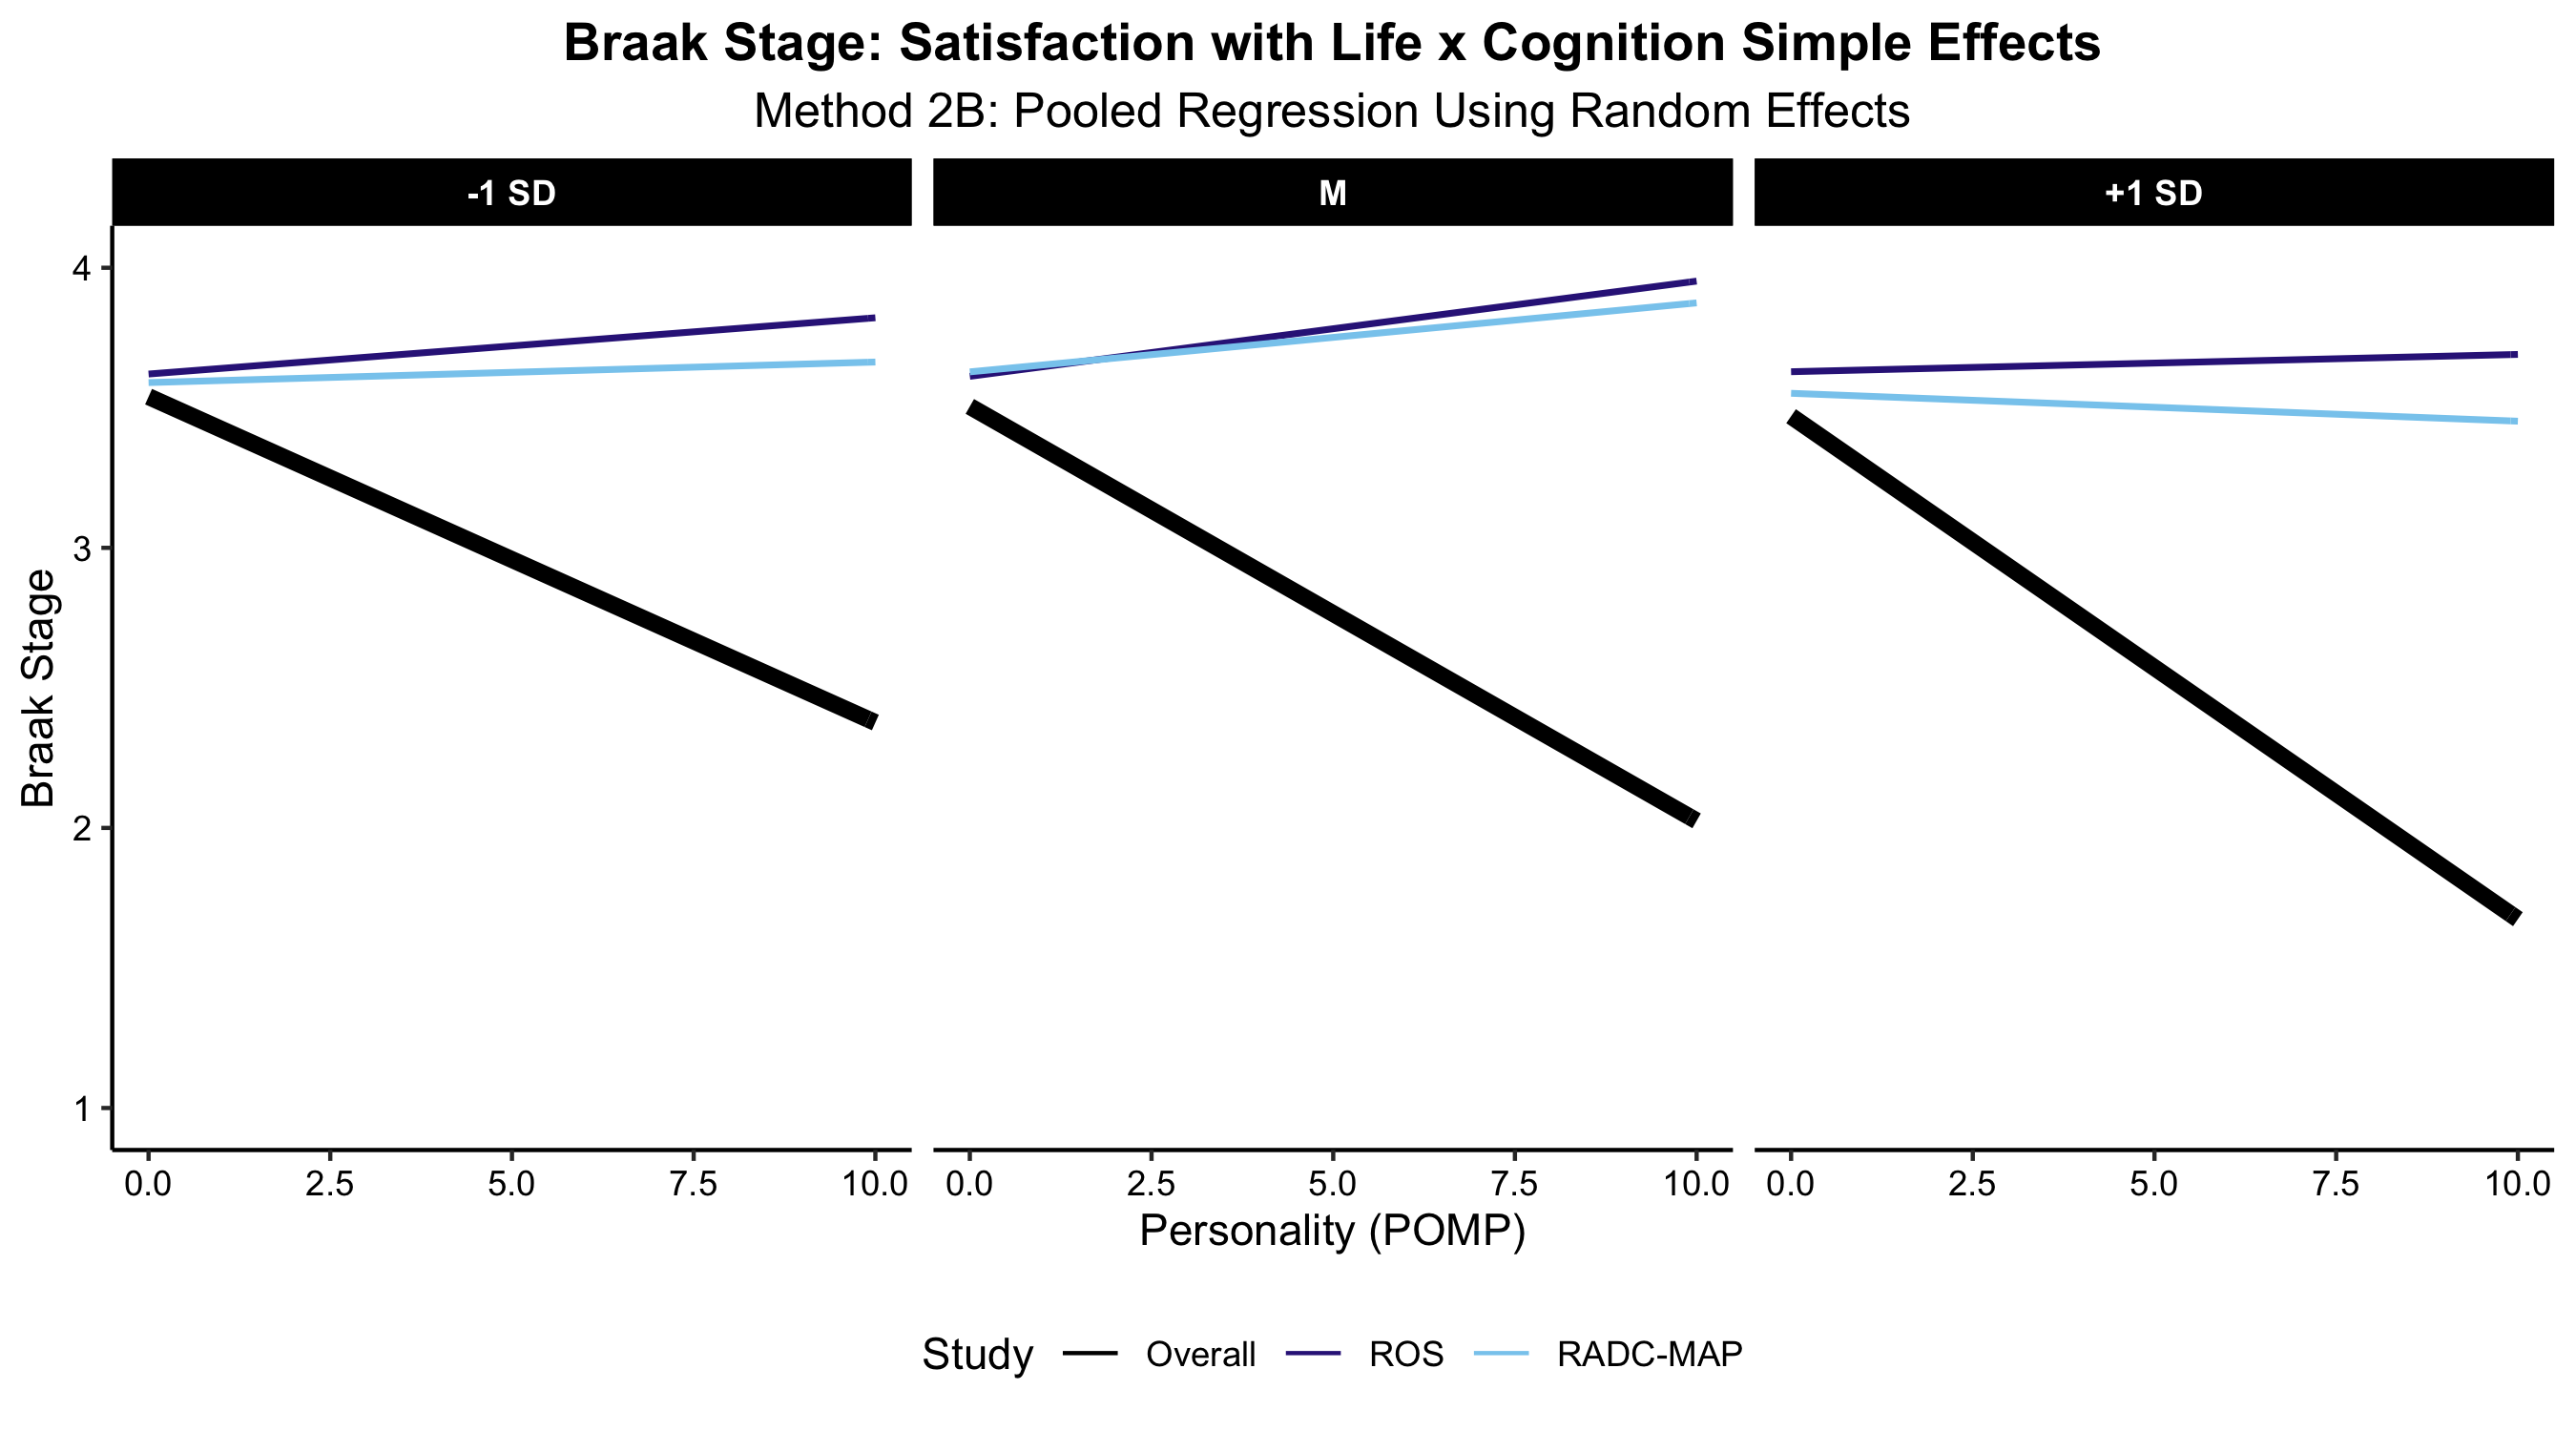 Braak Stage: Satisfaction with Life x Cognition Simple Effects
Method 2B: Pooled Regression Using Random Effects
-1 SD M +1 SD
Braak Stage
4
3
2
1
0.0 2.5 5.0 7.5 10.0 0.0 2.5 5.0 7.5 10.0 0.0 2.5 5.0 7.5 10.0
Personality (POMP)
Study Overall ROS RADC-MAP